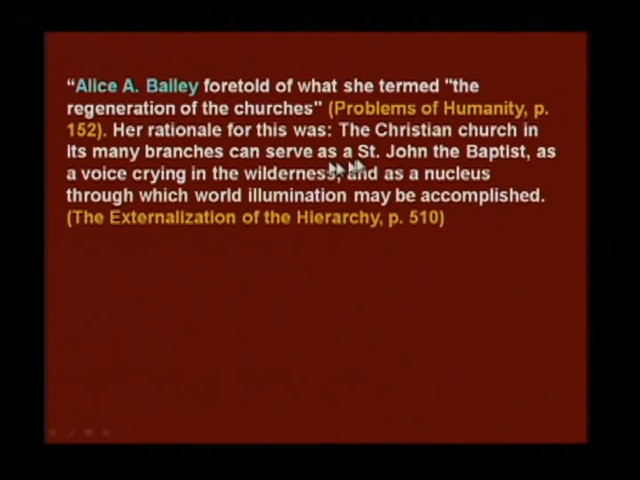 “Alice A. Bailey foretold of what she termed "the
regeneration of the churches" (Problems of Humanity, p.
152). Her rationale for this was: The Christian church in
its many branches can serve as a St. John the Baptist, as
a voice crying in the wilderness, and as a nucleus
through which world illumination may be accomplished.
(The Externalization of the Hierarchy, p. 510)